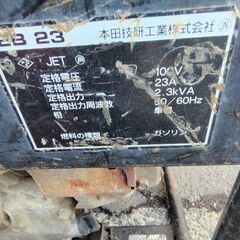 EB 23 本田技研工業株式会社
JET
定格電圧 100V
定格電流 23A
定格出力 2.3kVA
定格出力周波数 50/60Hz
相 単
燃料の種類 ガソリン